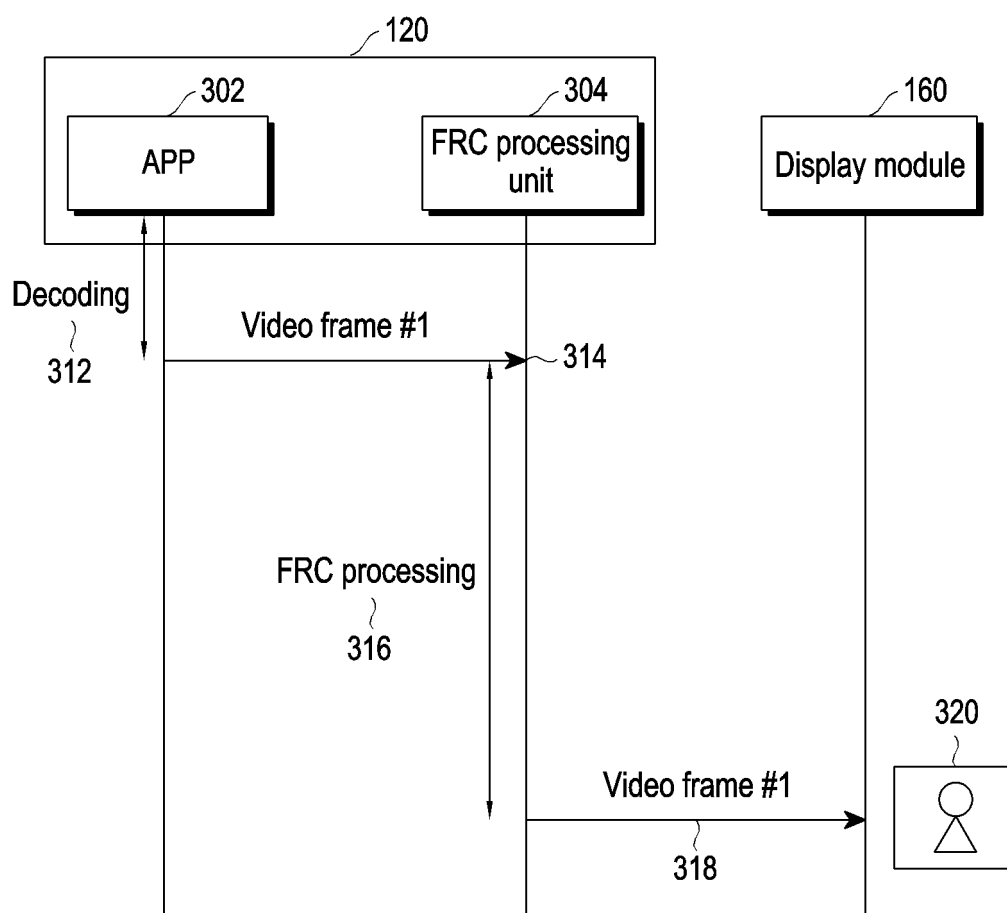 120
302
304
160
APP
FRC processing
unit
Display module
Decoding
312
Video frame #1
314
FRC processing
316
320
Video frame #1
318